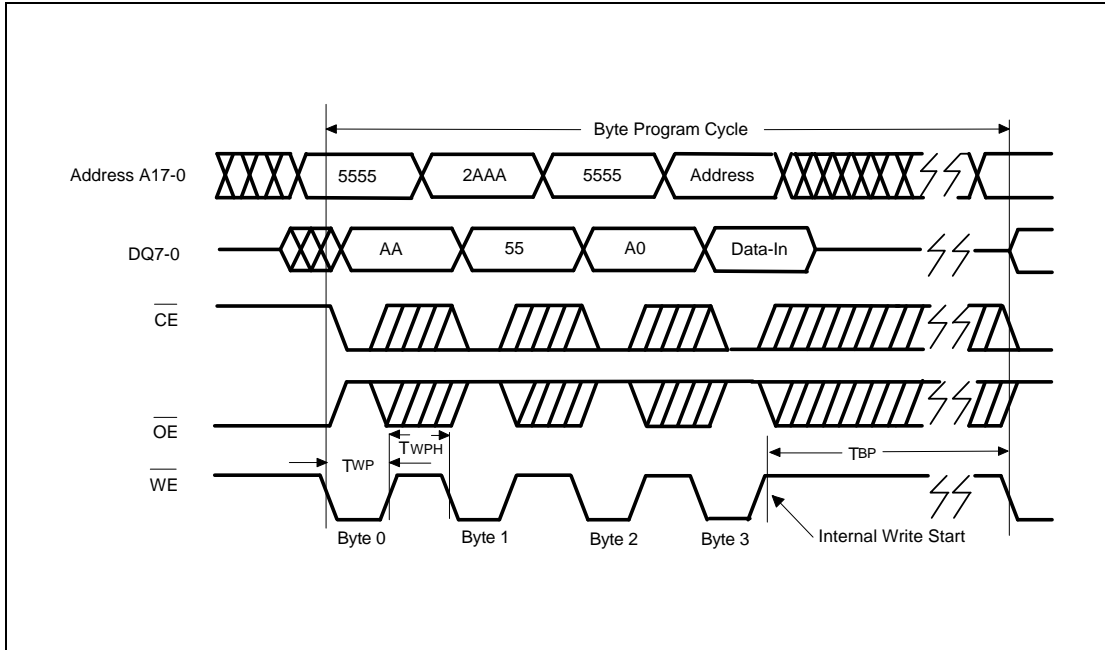 Byte Program Cycle
Address A17-0
5555
2AAA
5555
Address
DQ7-0
AA
55
A0
Data-In
CE
OE
TWP
TWPH
TBP
WE
Byte 0
Byte 1
Byte 2
Byte 3
Internal Write Start